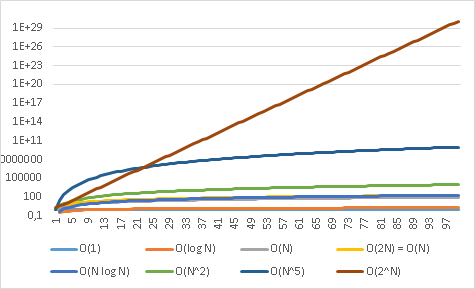 1E+29
1E+26
1E+23
1E+20
1E+17
1E+14
1E+11
0000000
100000
100
0,1
1 5 9 13 17 21 25 29 33 37 41 45 49 53 57 61 65 69 73 77 81 85 89 93 97
O(1) O(log N) O(N) O(2N) = O(N)
O(N log N) O(N^2) O(N^5) O(2^N)